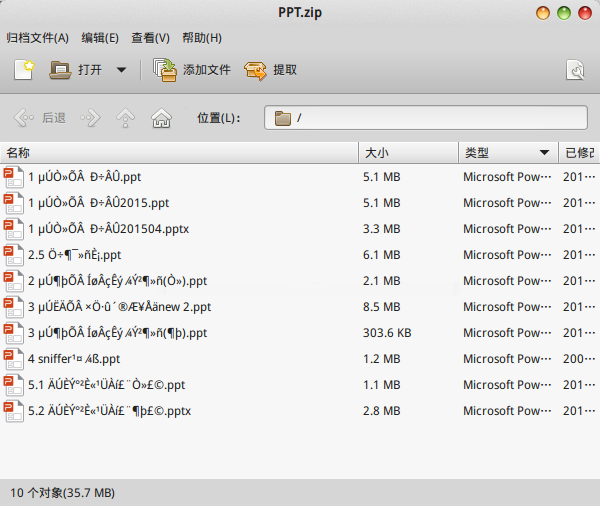 PPT.zip
归档文件(A) 编辑(E) 查看(V) 帮助(H)
打开 添加文件 提取
后退 位置(L)： /
名称 大小 类型 已修改
1 µÚÒ»ÕÂ Ð÷ÂÛ.ppt 5.1 MB Microsoft Pow… 201…
1 µÚÒ»ÕÂ Ð÷ÂÛ2015.ppt 5.1 MB Microsoft Pow… 201…
1 µÚÒ»ÕÂ Ð÷ÂÛ201504.pptx 3.3 MB Microsoft Pow… 201…
2.5 Ö÷¶¯»ñÈ¡.ppt 6.1 MB Microsoft Pow… 201…
2 µÚ¶þÕÂ ÍøÂçÊý¾Ý²¶»ñ(Ò»).ppt 2.1 MB Microsoft Pow… 201…
3 µÚËÄÕÂ ×Ö·û´®Æ¥Åänew 2.ppt 8.5 MB Microsoft Pow… 201…
3 µÚ¶þÕÂ ÍøÂçÊý¾Ý²¶»ñ(¶þ).ppt 303.6 KB Microsoft Pow… 201…
4 sniffer¹¤¾ß.ppt 1.2 MB Microsoft Pow… 200…
5.1 ÄÚÈÝ°²È«¹ÜÀí£¨Ò»£©.ppt 1.1 MB Microsoft Pow… 201…
5.2 ÄÚÈÝ°²È«¹ÜÀí£¨¶þ£©.pptx 2.8 MB Microsoft Pow… 201…
10 个对象(35.7 MB)